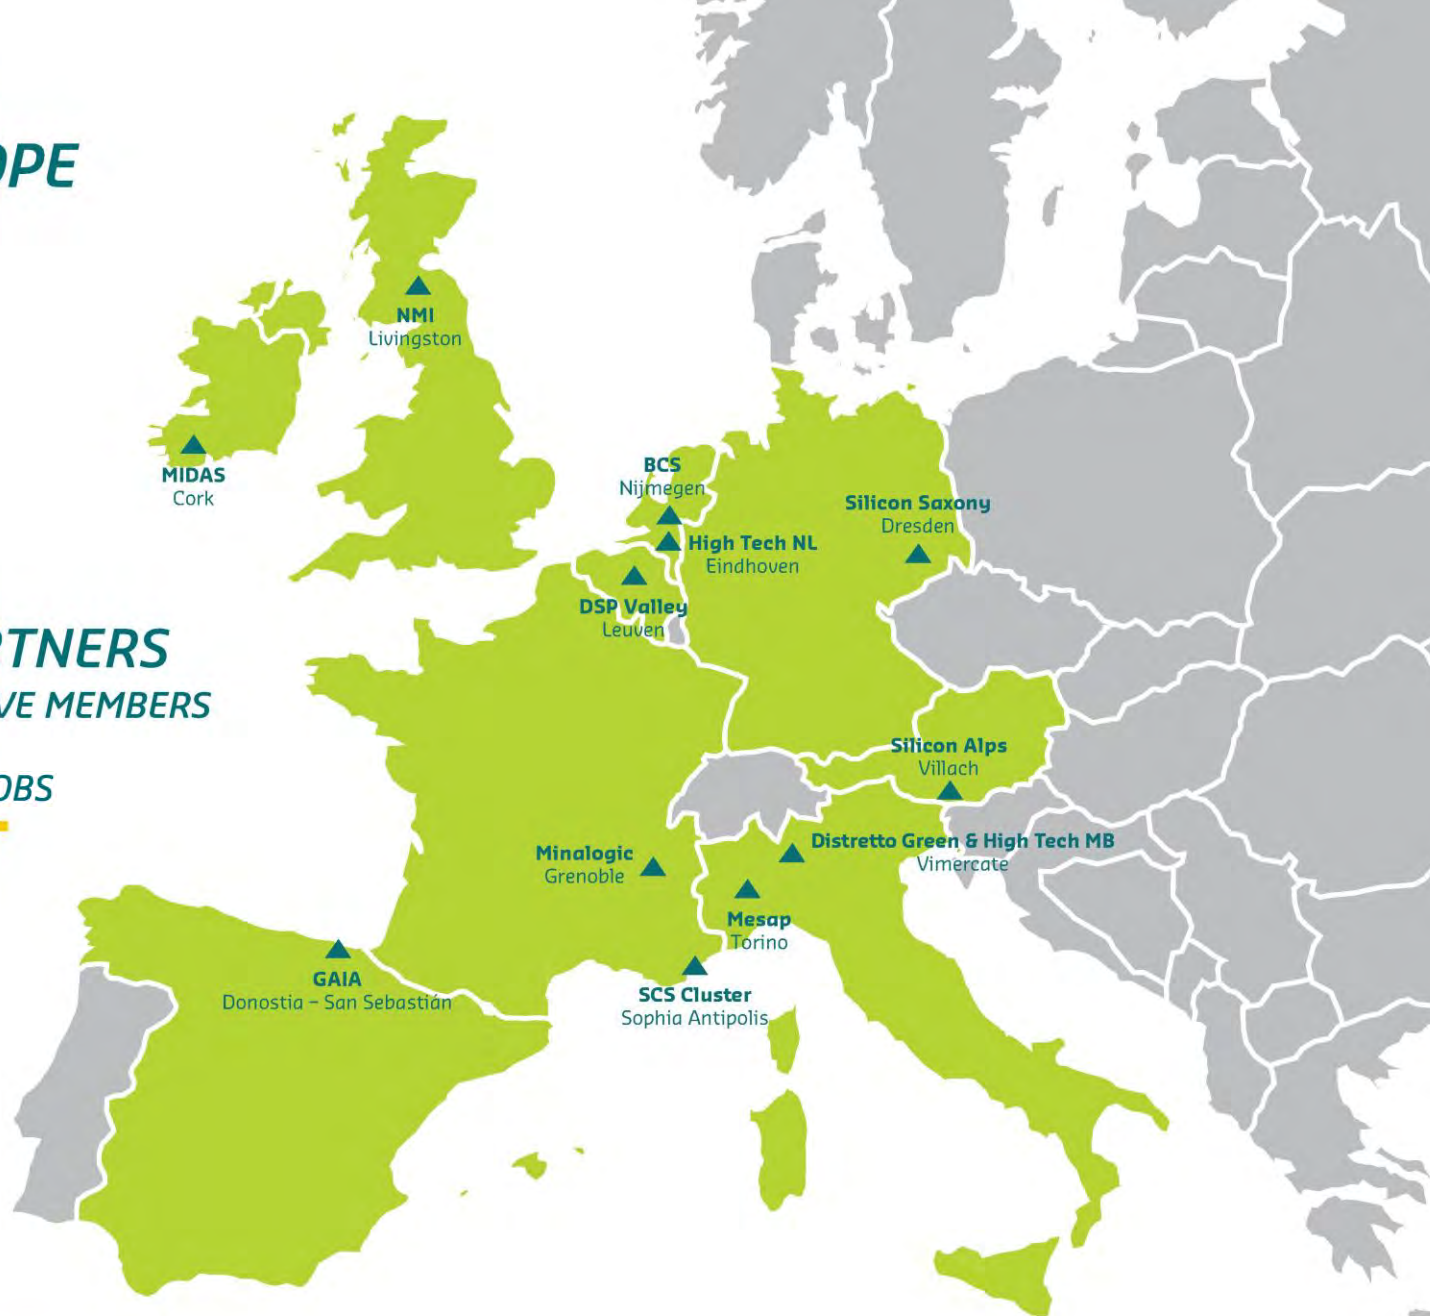 OPE
RTNERS
VE MEMBERS
OBS
NMI
Livingston
MIDAS
Cork
BCS
Nijmegen
High Tech NL
Eindhoven
Silicon Saxony
Dresden
DSP Valley
Leuven
Silicon Alps
Villach
Distretto Green & High Tech MB
Vimercate
Minalogic
Grenoble
Mesap
Torino
GAIA
Donostia – San Sebastián
SCS Cluster
Sophia Antipolis